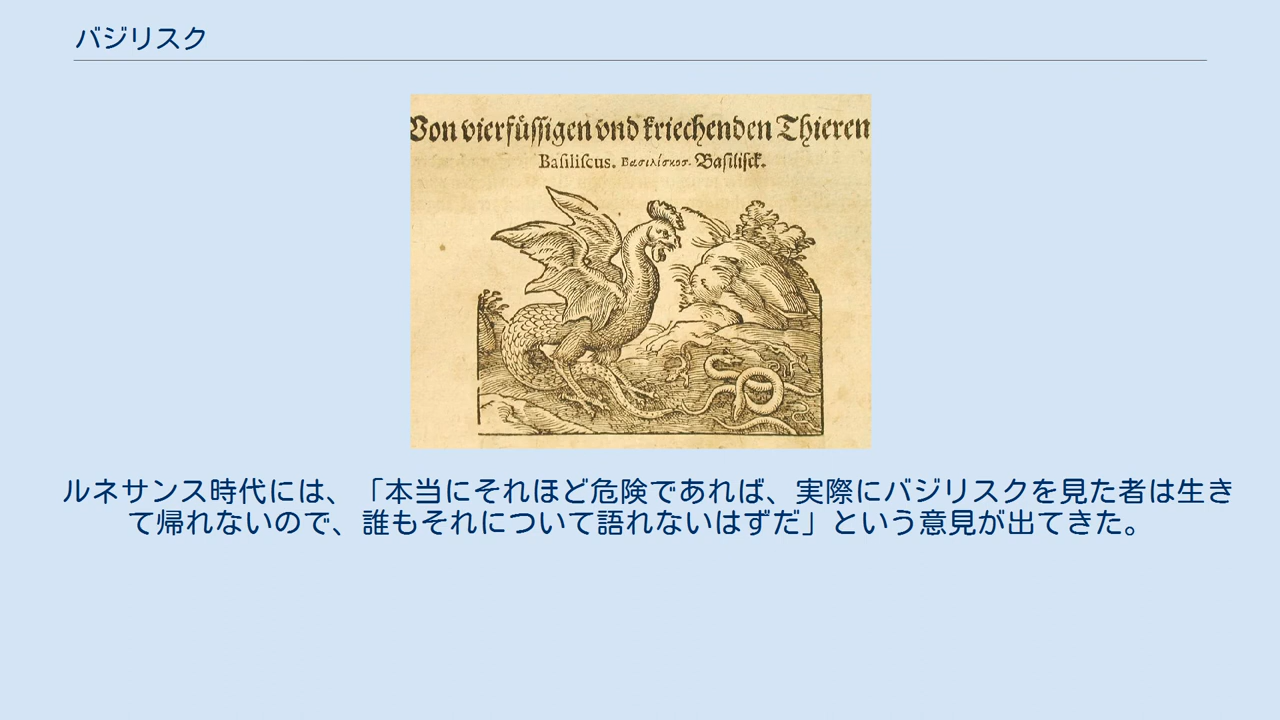 バジリスク
Von vierfüſſigen vnd kriechenden Thieren
Baſiliſcus. Βασιλίσκοσ. Baſiliſck.
ルネサンス時代には、「本当にそれほど危険であれば、実際にバジリスクを見た者は生き
て帰れないので、誰もそれについて語れないはずだ」という意見が出てきた。